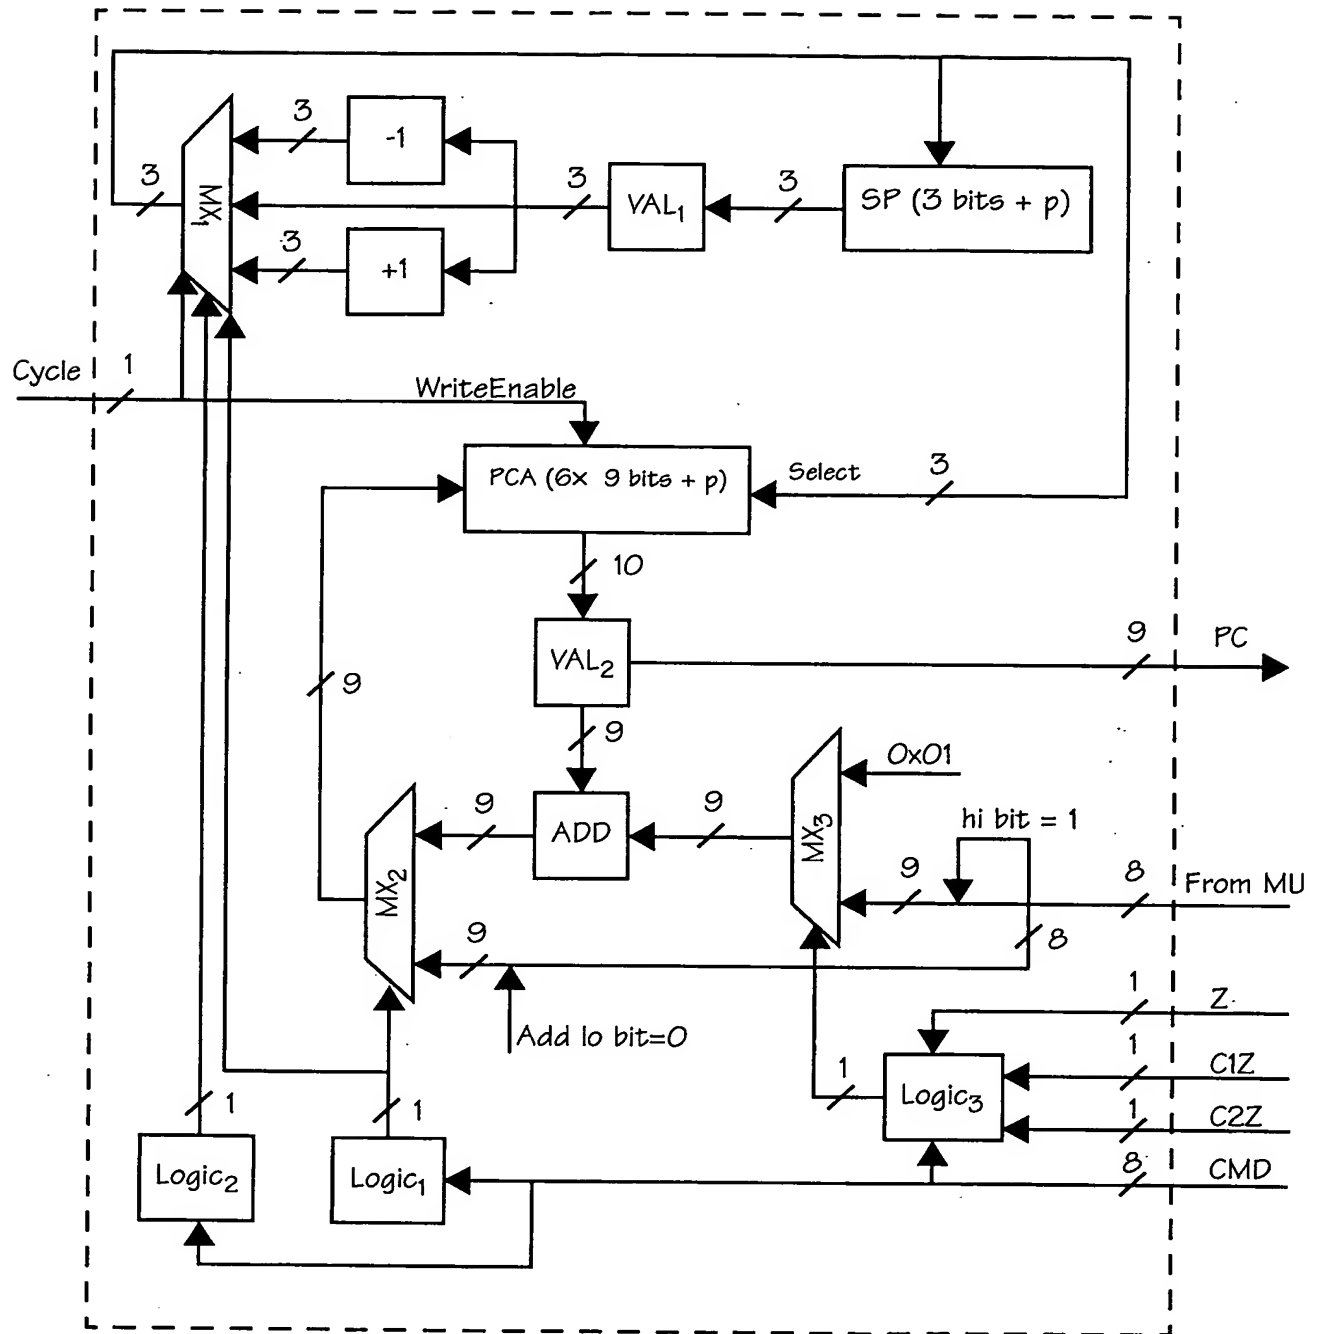 3
-1
3
MX1
3
VAL1
3
SP (3 bits + p)
3
+1
Cycle
1
WriteEnable
PCA (6x 9 bits + p)
Select
3
10
VAL2
9
PC
9
9
0x01
9
ADD
9
MX3
hi bit = 1
MX2
9
8
From MU
9
8
Add lo bit=0
1
Z
1
C1Z
1
Logic3
1
C2Z
1
1
Logic2
Logic1
8
CMD